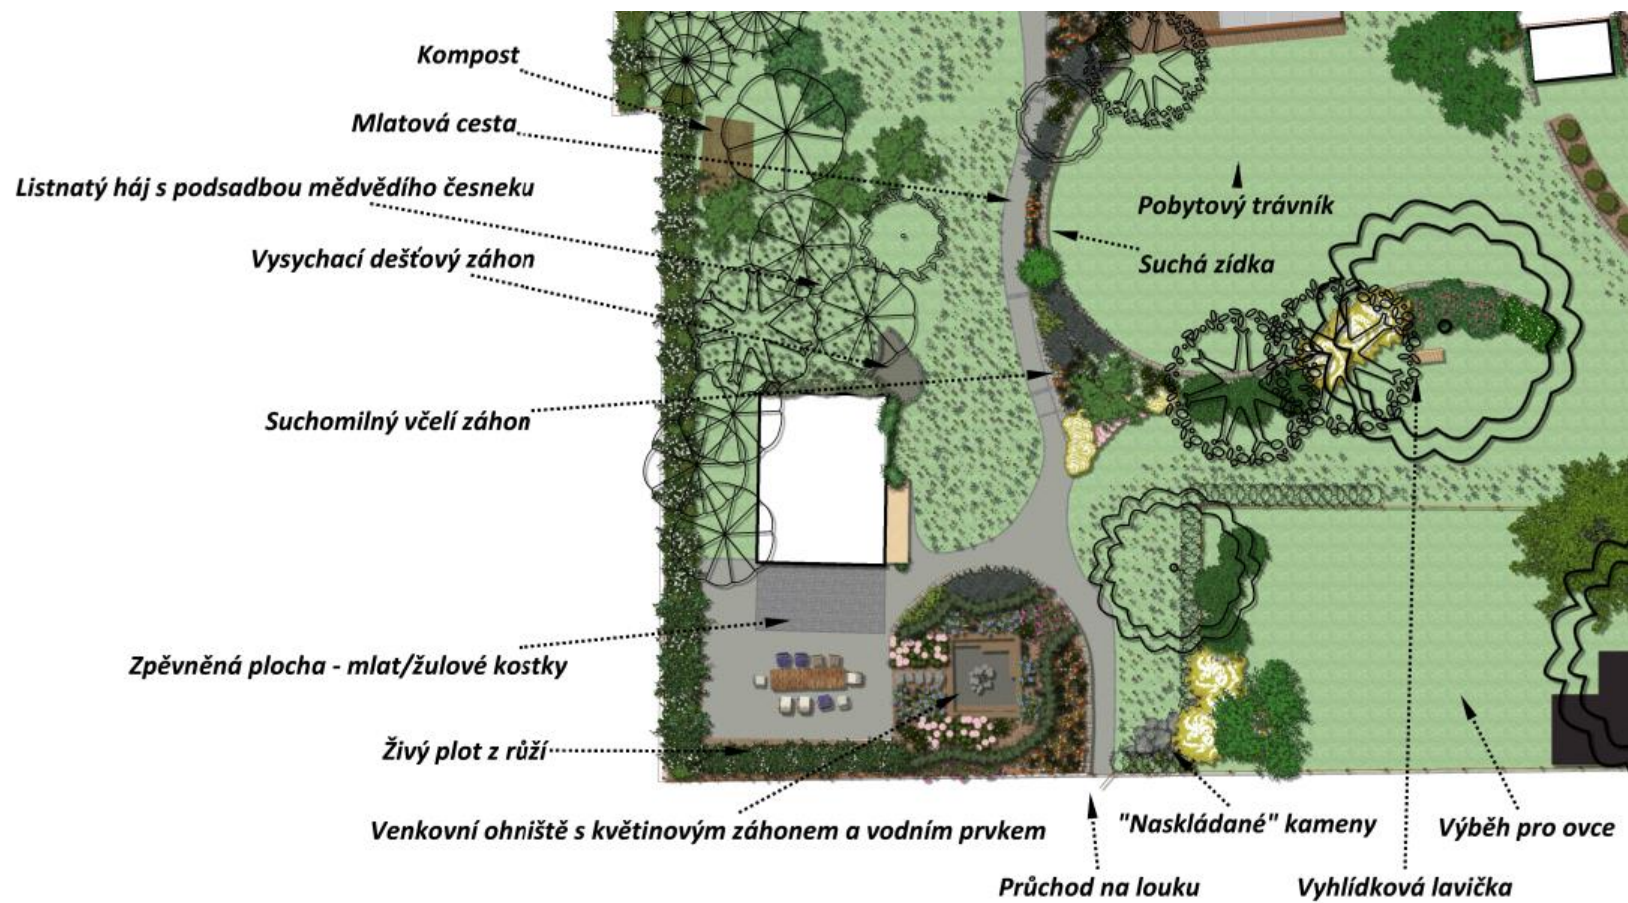 Kompost
Mlatová cesta
Listnatý háj s podsadbou mědvědího česneku
Vysychací dešťový záhon
Suchomilný včelí záhon
Pobytový trávník
Suchá zídka
Zpěvněná plocha - mlat/žulové kostky
Živý plot z růží
Venkovní ohniště s květinovým záhonem a vodním prvkem
"Naskládané" kameny
Výběh pro ovce
Průchod na louku
Vyhlídková lavička